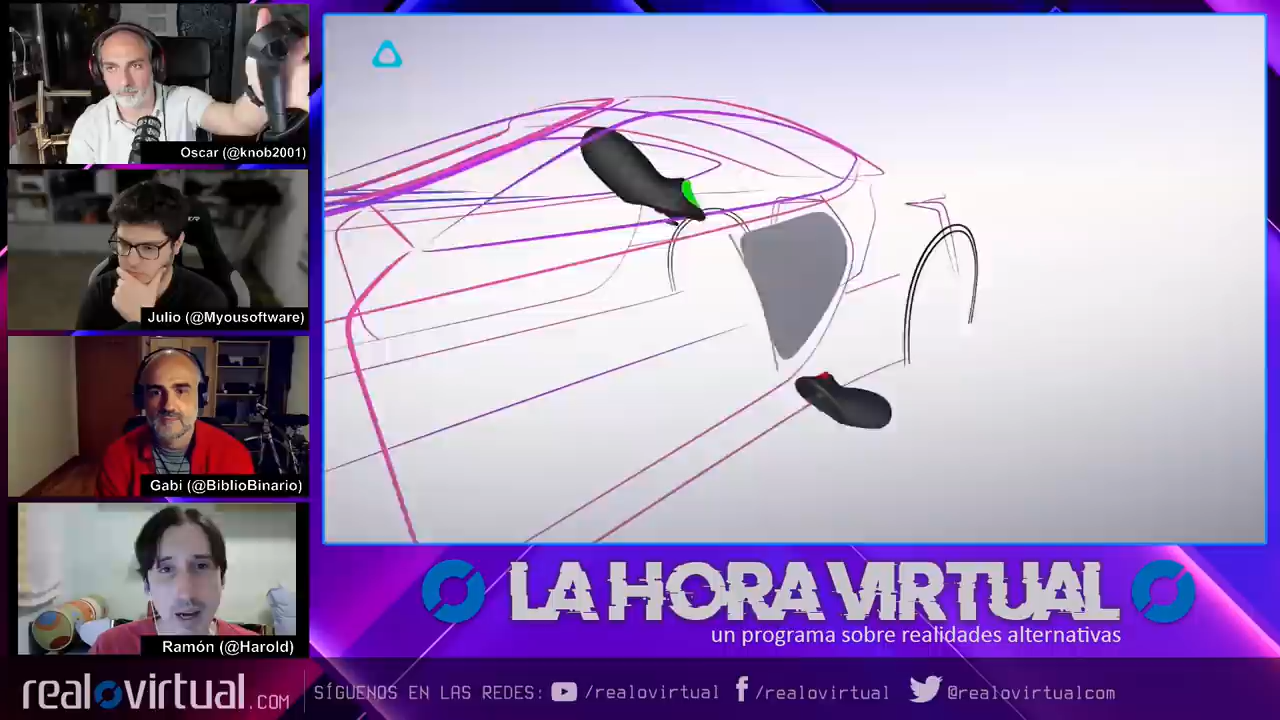 Oscar (@knob2001)
Julio (@Myousoftware)
Gabi (@BiblioBinario)
Ramón (@Harold)
LA HORA VIRTUAL
un programa sobre realidades alternativas
realovirtual.COM
SÍGUENOS EN LAS REDES: /realovirtual /realovirtual @realovirtualcom